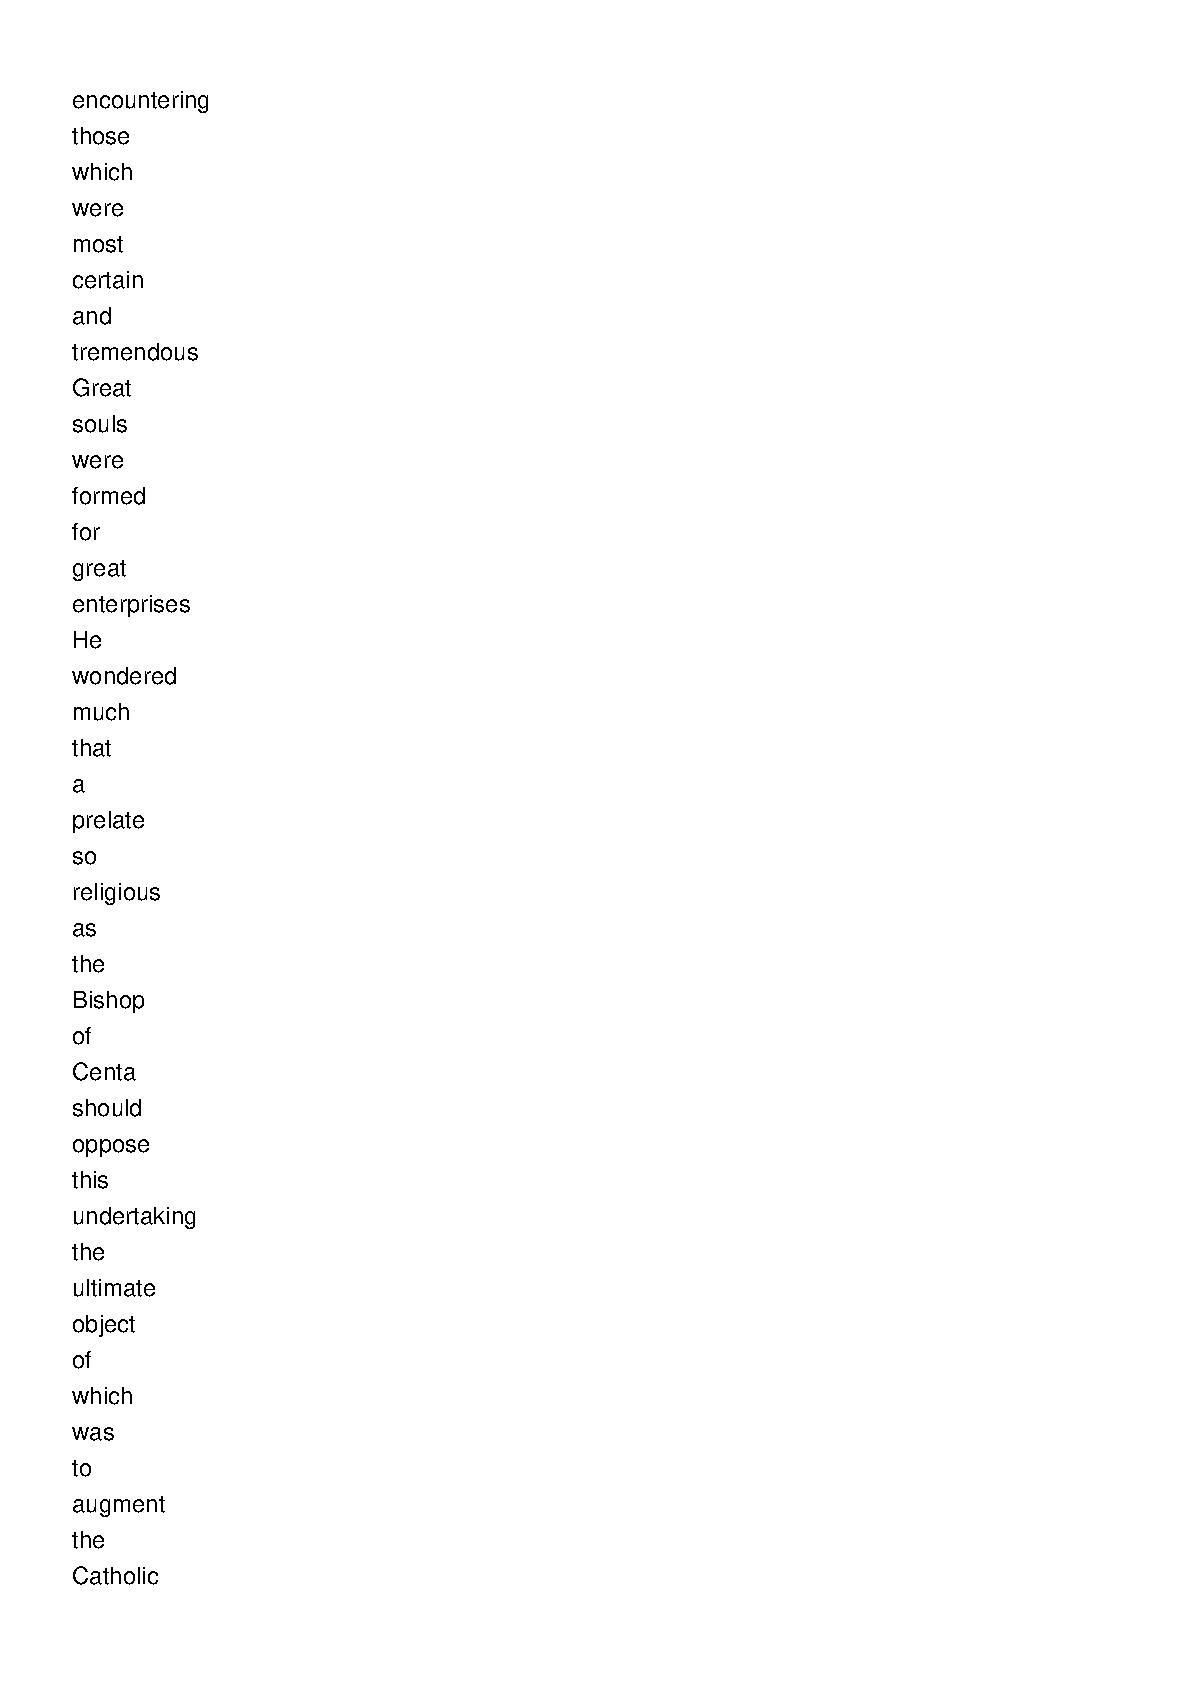 encountering
those
which
were
most
certain
and
tremendous
Great
souls
were
formed
for
great
enterprises
He
wondered
much
that
a
prelate
so
religious
as
the
Bishop
of
Centa
should
oppose
this
undertaking
the
ultimate
object
of
which
was
to
augment
the
Catholic